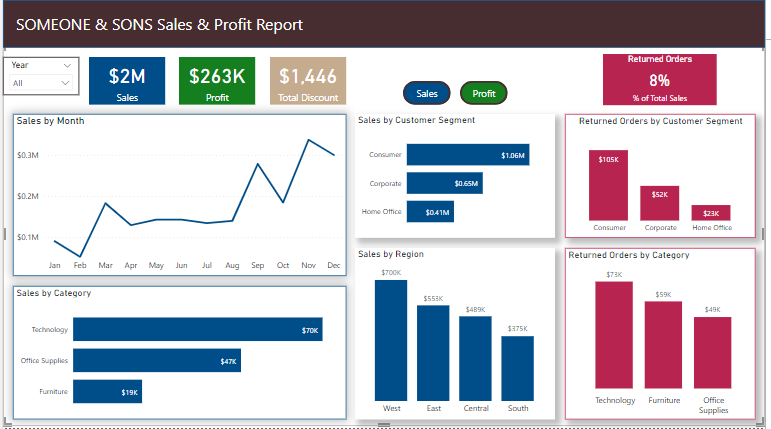 SOMEONE & SONS Sales & Profit Report
Year
All
$2M
Sales
$263K
Profit
$1,446
Total Discount
Sales
Profit
Returned Orders
8%
% of Total Sales
Sales by Month
$0.3M
$0.2M
$0.1M
Jan Feb Mar Apr May Jun Jul Aug Sep Oct Nov Dec
Sales by Customer Segment
Consumer $1.06M
Corporate $0.65M
Home Office $0.41M
Returned Orders by Customer Segment
$105K
$52K
$23K
Consumer Corporate Home Office
Sales by Category
Technology $70K
Office Supplies $47K
Furniture $19K
Sales by Region
$700K
$553K
$489K
$375K
West East Central South
Returned Orders by Category
$73K
$59K
$49K
Technology Furniture Office
Supplies